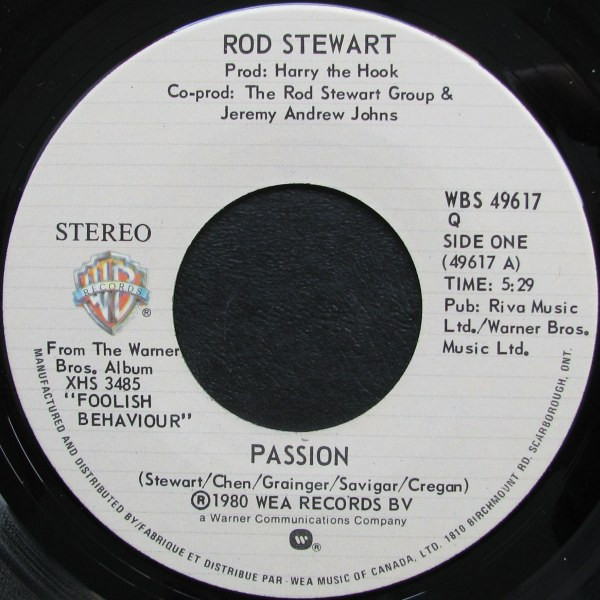 ROD STEWART
Prod: Harry the Hook
Co-prod: The Rod Stewart Group &
Jeremy Andrew Johns
STEREO
WB
RECORDS
®
From The Warner
Bros. Album
XHS 3485
"FOOLISH
BEHAVIOUR"
WBS 49617
Q
SIDE ONE
(49617 A)
TIME: 5:29
Pub: Riva Music
Ltd./Warner Bros.
Music Ltd.
PASSION
(Stewart/Chen/Grainger/Savigar/Cregan)
℗1980 WEA RECORDS BV
a Warner Communications Company
W ®
MANUFACTURED AND DISTRIBUTED BY/FABRIQUE ET DISTRIBUE PAR - WEA MUSIC OF CANADA, LTD. 1810 BIRCHMOUNT RD. SCARBOROUGH, ONT.